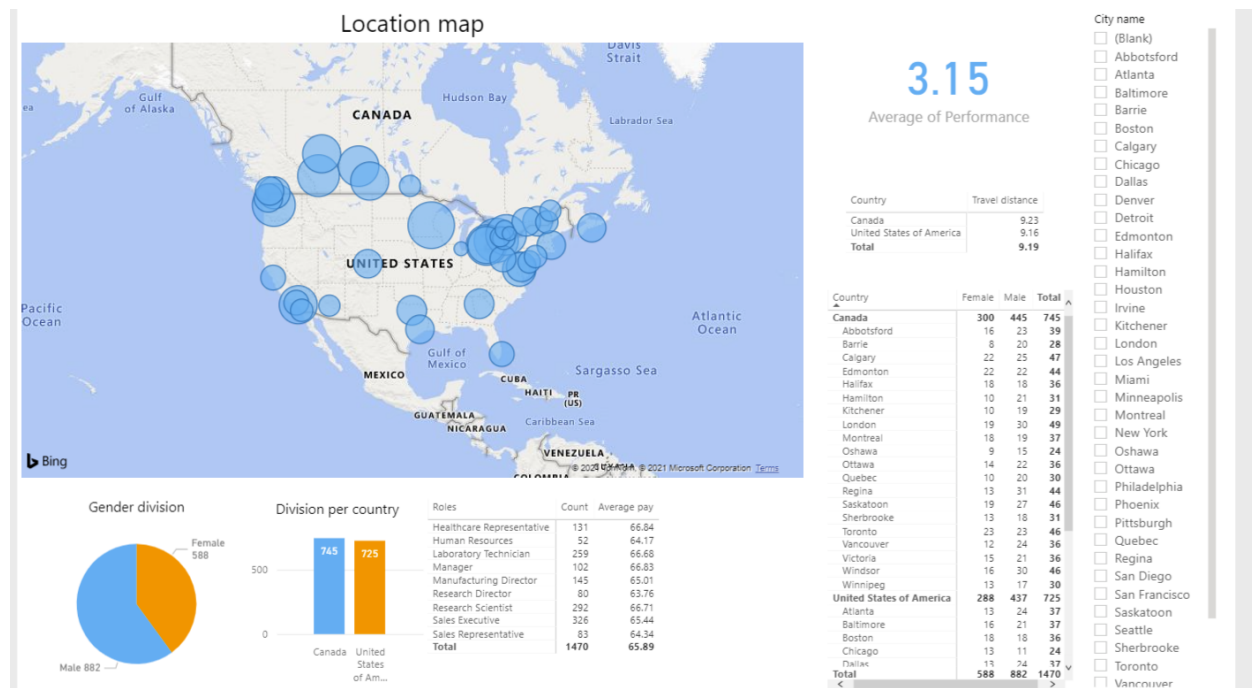 Location map
Davis
Strait
ea
Gulf
of Alaska
Hudson Bay
CANADA
Labrador Sea
UNITED STATES
Pacific
Ocean
Atlantic
Ocean
Gulf of
Mexico
Sargasso Sea
MEXICO
CUBA
HAITI
PR
(US)
GUATEMALA
Caribbean Sea
NICARAGUA
VENEZUELA
Bing
© 2021 Microsoft Corporation Terms
COLOMBIA
3.15
Average of Performance
Country Travel distance
Canada 9.23
United States of America 9.16
Total 9.19
Country Female Male Total
Canada 300 445 745
Abbotsford 16 23 39
Barrie 8 20 28
Calgary 22 25 47
Edmonton 22 22 44
Halifax 18 18 36
Hamilton 10 21 31
Kitchener 10 19 29
London 19 30 49
Montreal 18 19 37
Oshawa 9 15 24
Ottawa 14 22 36
Quebec 10 20 30
Regina 13 31 44
Saskatoon 19 27 46
Sherbrooke 13 18 31
Toronto 23 23 46
Vancouver 12 24 36
Victoria 15 21 36
Windsor 16 30 46
Winnipeg 13 17 30
United States of America 288 437 725
Atlanta 13 24 37
Baltimore 16 21 37
Boston 18 18 36
Chicago 13 11 24
Dallas 13 24 37
Total 588 882 1470
City name
(Blank)
Abbotsford
Atlanta
Baltimore
Barrie
Boston
Calgary
Chicago
Dallas
Denver
Detroit
Edmonton
Halifax
Hamilton
Houston
Irvine
Kitchener
London
Los Angeles
Miami
Minneapolis
Montreal
New York
Oshawa
Ottawa
Philadelphia
Phoenix
Pittsburgh
Quebec
Regina
San Diego
San Francisco
Saskatoon
Seattle
Sherbrooke
Toronto
Vancouver
Gender division
Female
588
Male 882
Division per country
500
0
745
725
Canada
United
States
of Am...
Roles Count Average pay
Healthcare Representative 131 66.84
Human Resources 52 64.17
Laboratory Technician 259 66.68
Manager 102 66.83
Manufacturing Director 145 65.01
Research Director 80 63.76
Research Scientist 292 66.71
Sales Executive 326 65.44
Sales Representative 83 64.34
Total 1470 65.89